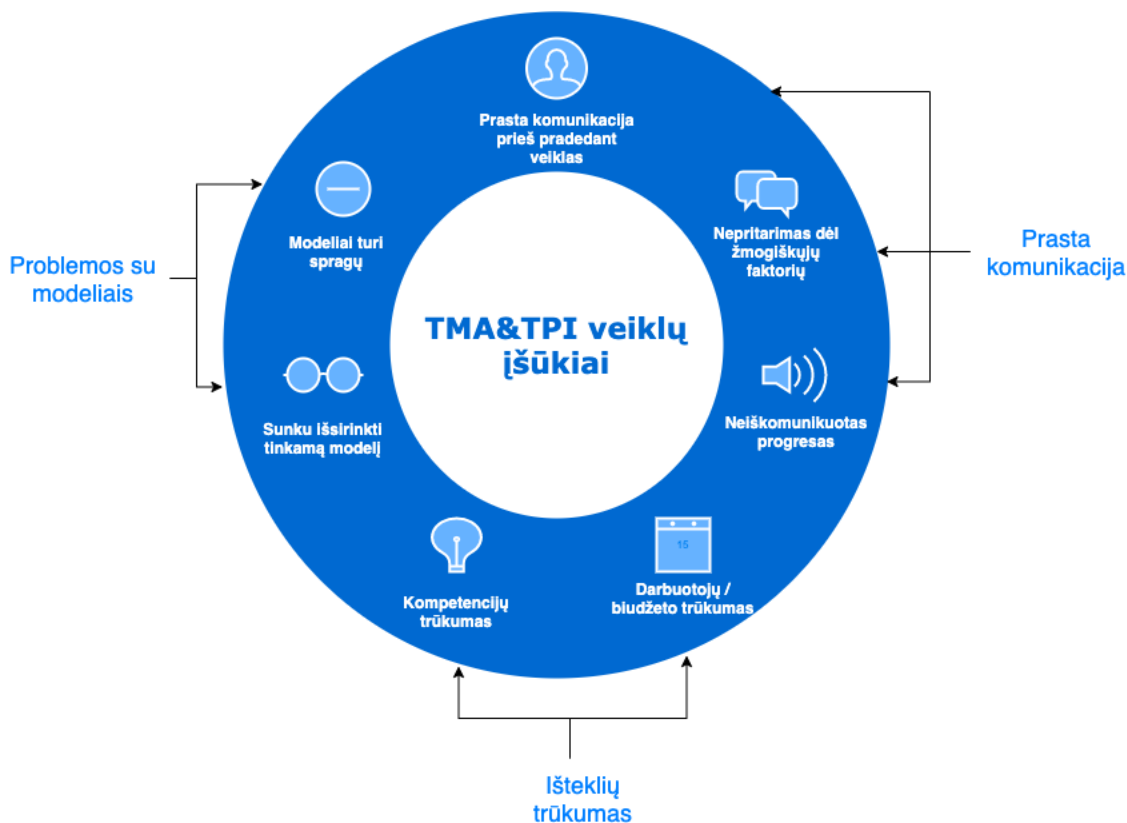 Prasta komunikacija
prieš pradedant
veiklas
Nepritarimas dėl
žmogiškųjų
faktorių
Neiškomunikuotas
progresas
15
Darbuotojų /
biudžeto trūkumas
Kompetencijų
trūkumas
Sunku išsirinkti
tinkamą modelį
Modeliai turi
spragų
TMA&TPI veiklų
įšūkiai
Problemos su
modeliais
Prasta
komunikacija
Išteklių
trūkumas